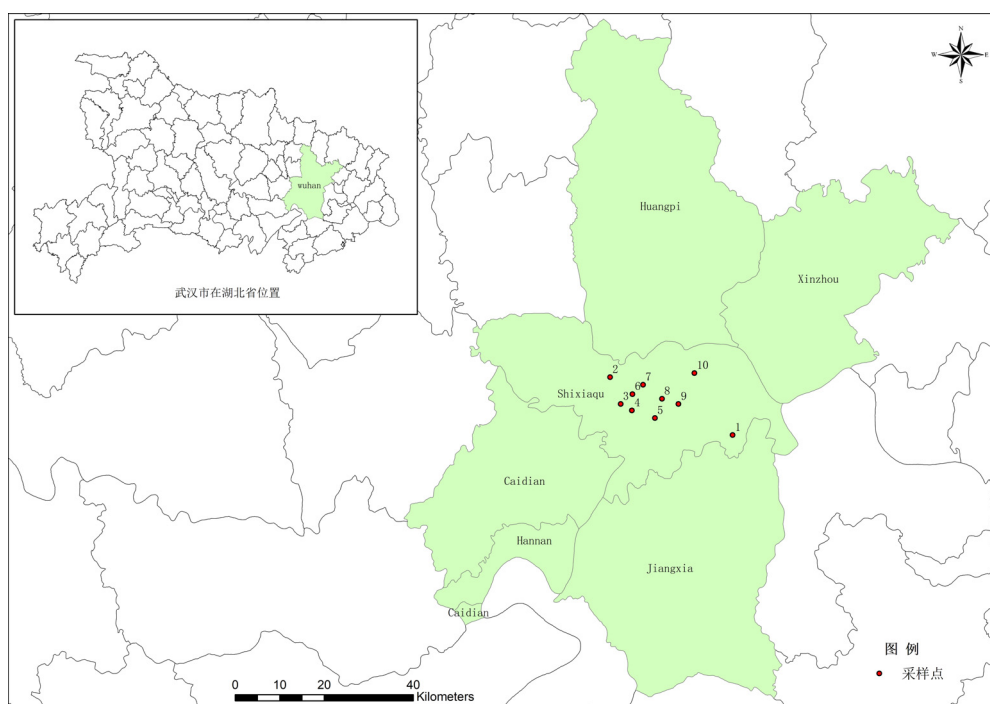 N
W
E
S
wuhan
武汉市在湖北省位置
Huangpi
Xinzhou
10
2
7
6
Shixiaqu
3
8
4
9
5
1
Caidian
Hannan
Jiangxia
Caidian
图 例
采样点
0 10 20 40
Kilometers